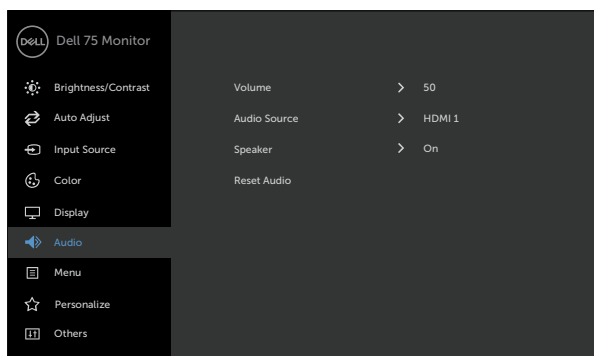 DELL Dell 75 Monitor
Brightness/Contrast Volume 50
Auto Adjust Audio Source HDMI 1
Input Source Speaker On
Color Reset Audio
Display
Audio
Menu
Personalize
Others